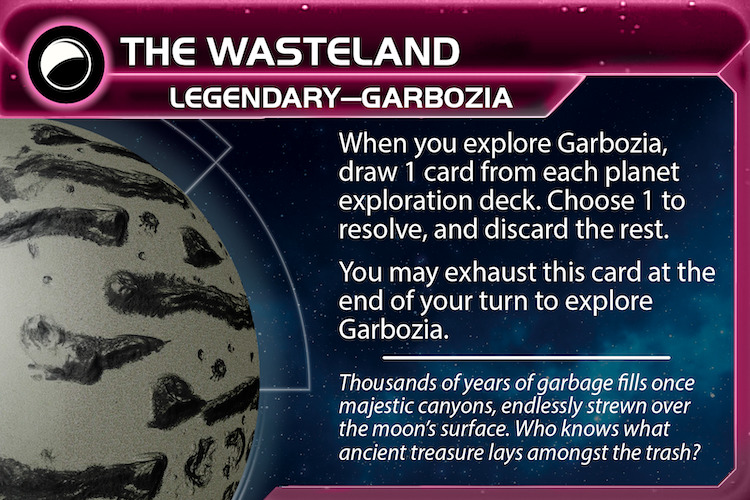 THE WASTELAND
LEGENDARY—GARBOZIA
When you explore Garbozia,
draw 1 card from each planet
exploration deck. Choose 1 to
resolve, and discard the rest.
You may exhaust this card at the
end of your turn to explore
Garbozia.
Thousands of years of garbage fills once
majestic canyons, endlessly strewn over
the moon's surface. Who knows what
ancient treasure lays amongst the trash?